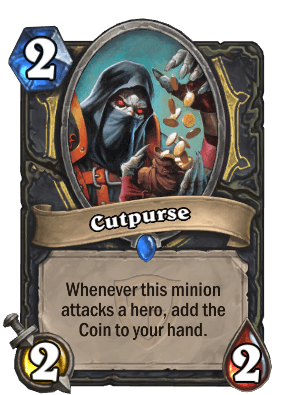 2
Cutpurse
Whenever this minion
attacks a hero, add the
Coin to your hand.
2 2